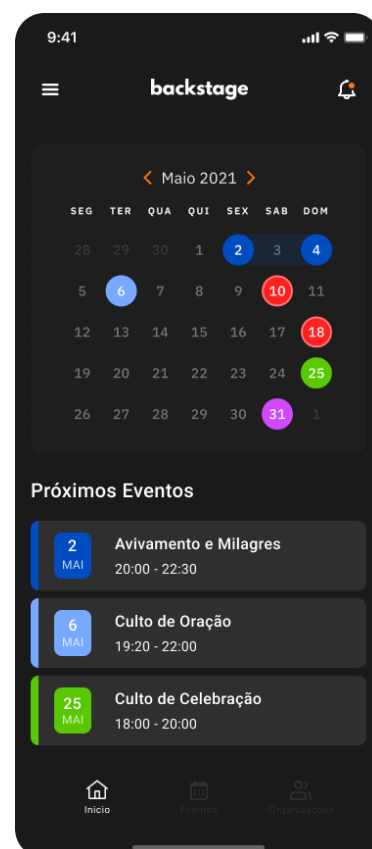 9:41
backstage
Maio 2021
SEG TER QUA QUI SEX SAB DOM
28 29 30 1 2 3 4
5 6 7 8 9 10 11
12 13 14 15 16 17 18
19 20 21 22 23 24 25
26 27 28 29 30 31 1
Próximos Eventos
2
MAI
Avivamento e Milagres
20:00 - 22:30
6
MAI
Culto de Oração
19:20 - 22:00
25
MAI
Culto de Celebração
18:00 - 20:00
Inicio Eventos Organizações